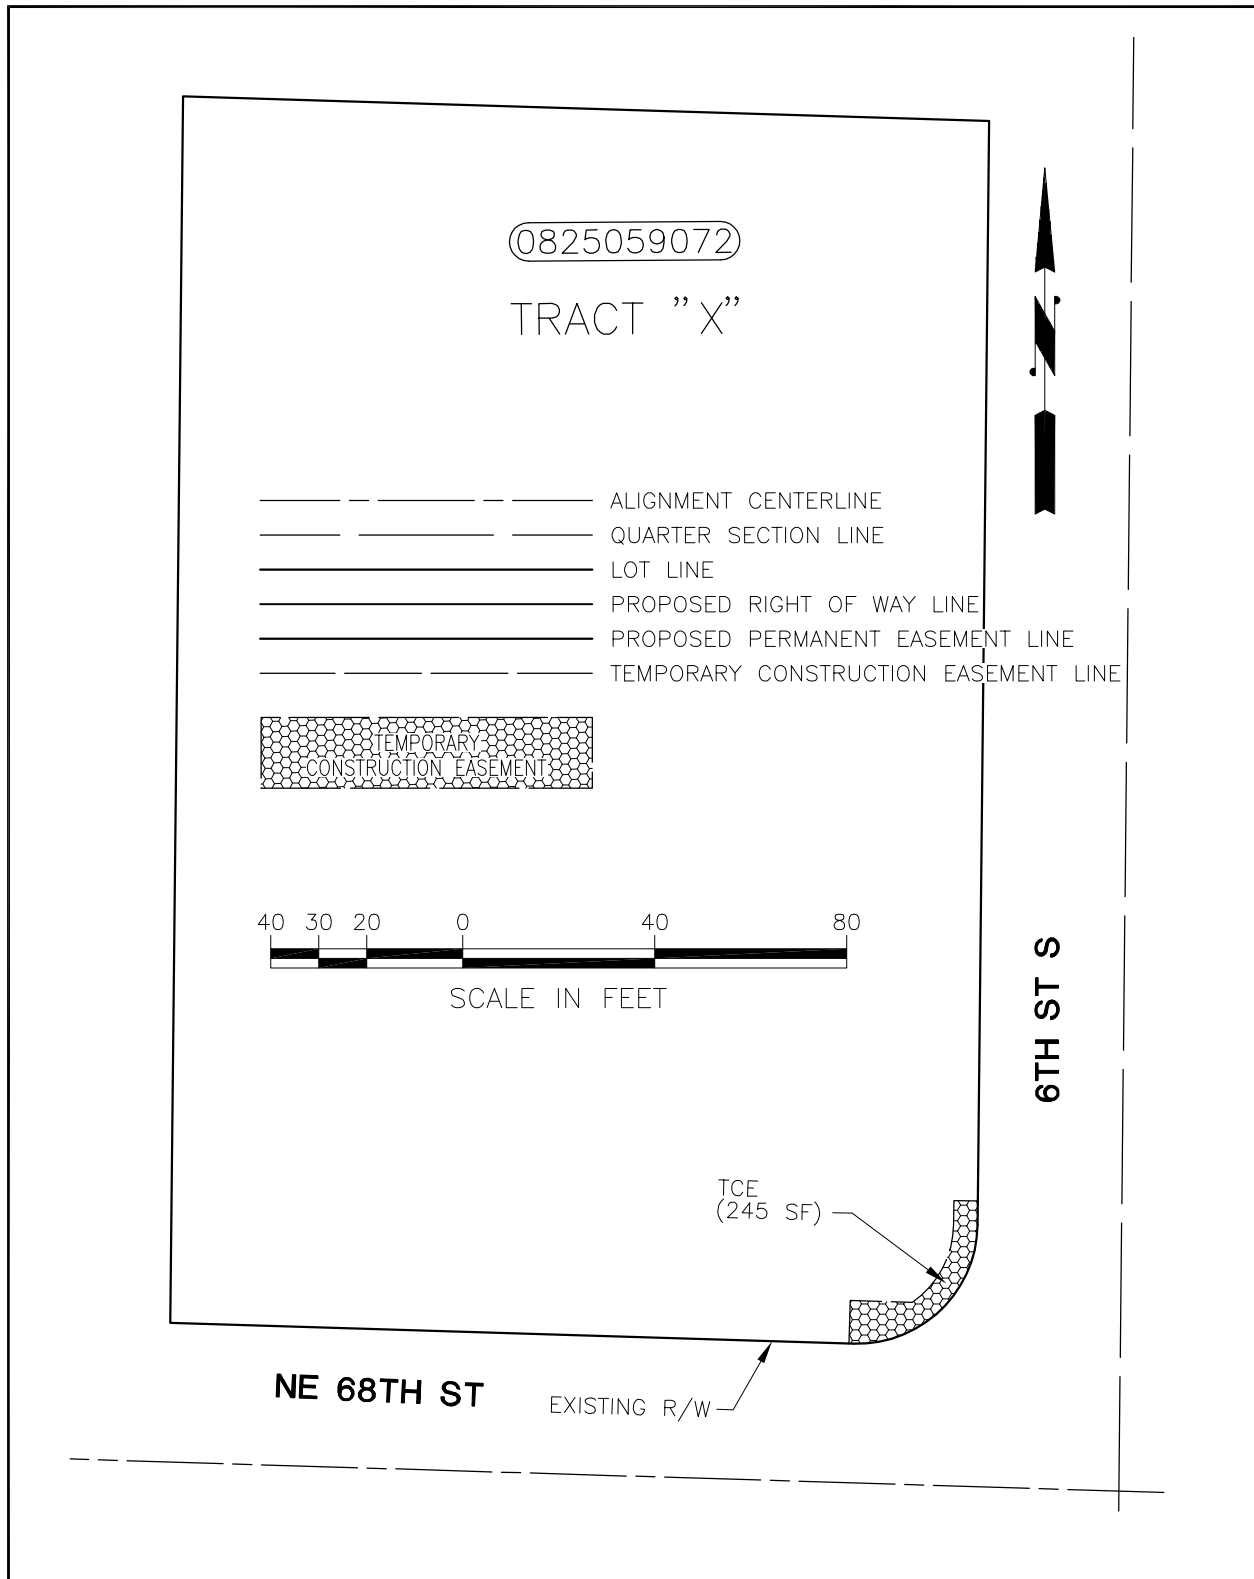 0825059072
TRACT "X"
N
ALIGNMENT CENTERLINE
QUARTER SECTION LINE
LOT LINE
PROPOSED RIGHT OF WAY LINE
PROPOSED PERMANENT EASEMENT LINE
TEMPORARY CONSTRUCTION EASEMENT LINE
TEMPORARY
CONSTRUCTION EASEMENT
40 30 20 0 40 80
SCALE IN FEET
6TH ST S
TCE
(245 SF)
NE 68TH ST
EXISTING R/W